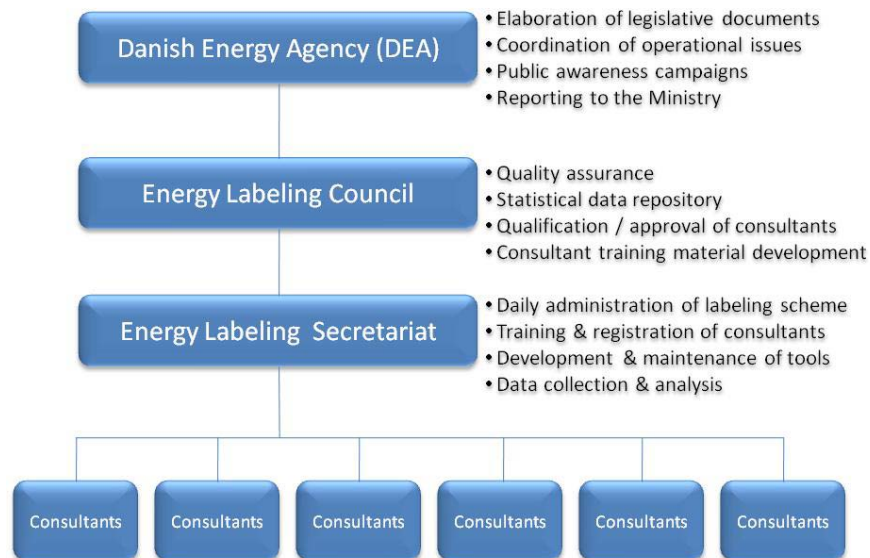 Danish Energy Agency (DEA)
• Elaboration of legislative documents
• Coordination of operational issues
• Public awareness campaigns
• Reporting to the Ministry
Energy Labeling Council
• Quality assurance
• Statistical data repository
• Qualification / approval of consultants
• Consultant training material development
Energy Labeling Secretariat
• Daily administration of labeling scheme
• Training & registration of consultants
• Development & maintenance of tools
• Data collection & analysis
Consultants
Consultants
Consultants
Consultants
Consultants
Consultants